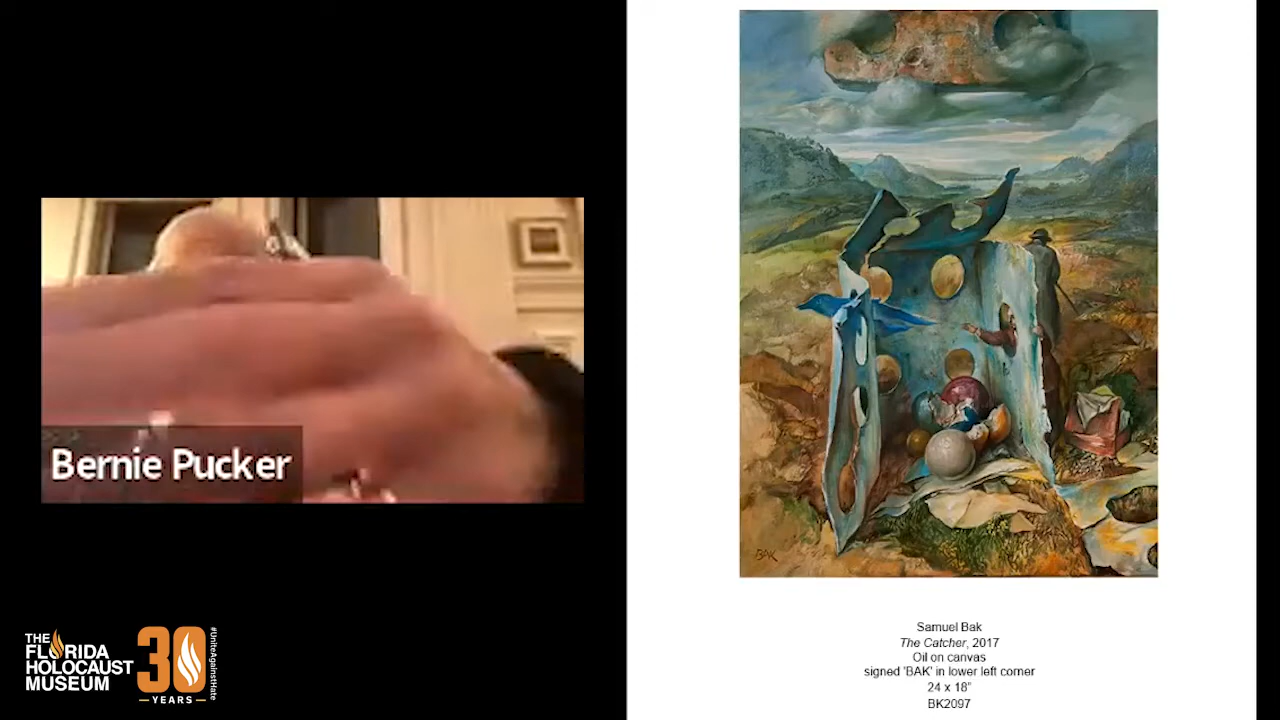 Bernie Pucker
THE
FLORIDA
HOLOCAUST
MUSEUM
30
YEARS
#UniteAgainstHate
BAK
Samuel Bak
The Catcher, 2017
Oil on canvas
signed 'BAK' in lower left corner
24 x 18"
BK2097